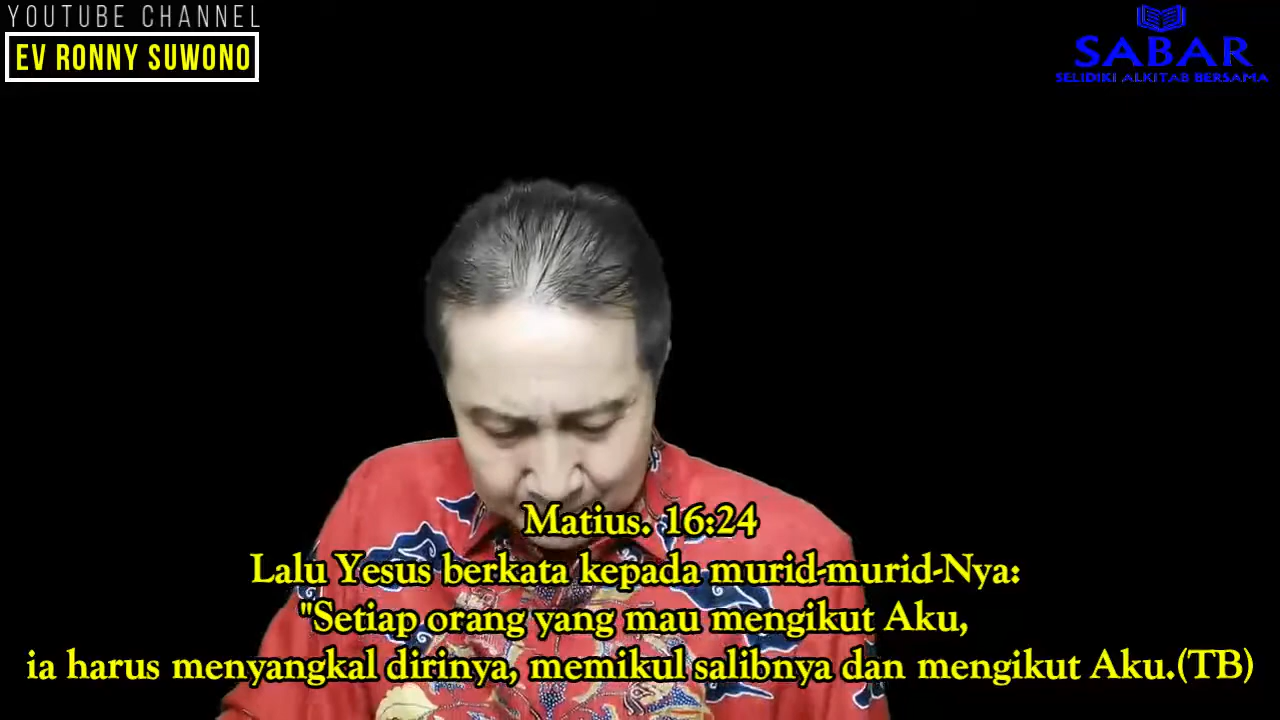 YOUTUBE CHANNEL
EV RONNY SUWONO
SABAR
SELIDIKI ALKITAB BERSAMA
Matius. 16:24
Lalu Yesus berkata kepada murid-murid-Nya:
"Setiap orang yang mau mengikut Aku,
ia harus menyangkal dirinya, memikul salibnya dan mengikut Aku.(TB)